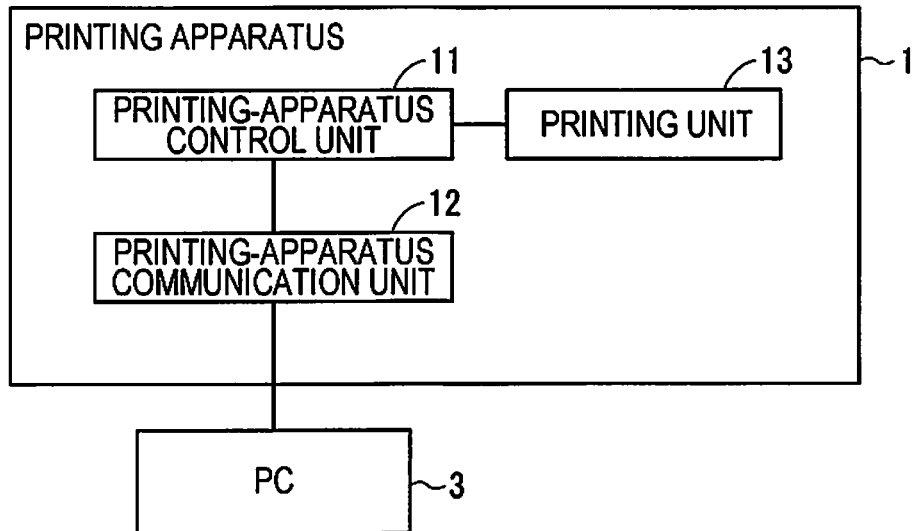 PRINTING APPARATUS
1
11
13
PRINTING-APPARATUS
CONTROL UNIT
PRINTING UNIT
12
PRINTING-APPARATUS
COMMUNICATION UNIT
PC
3